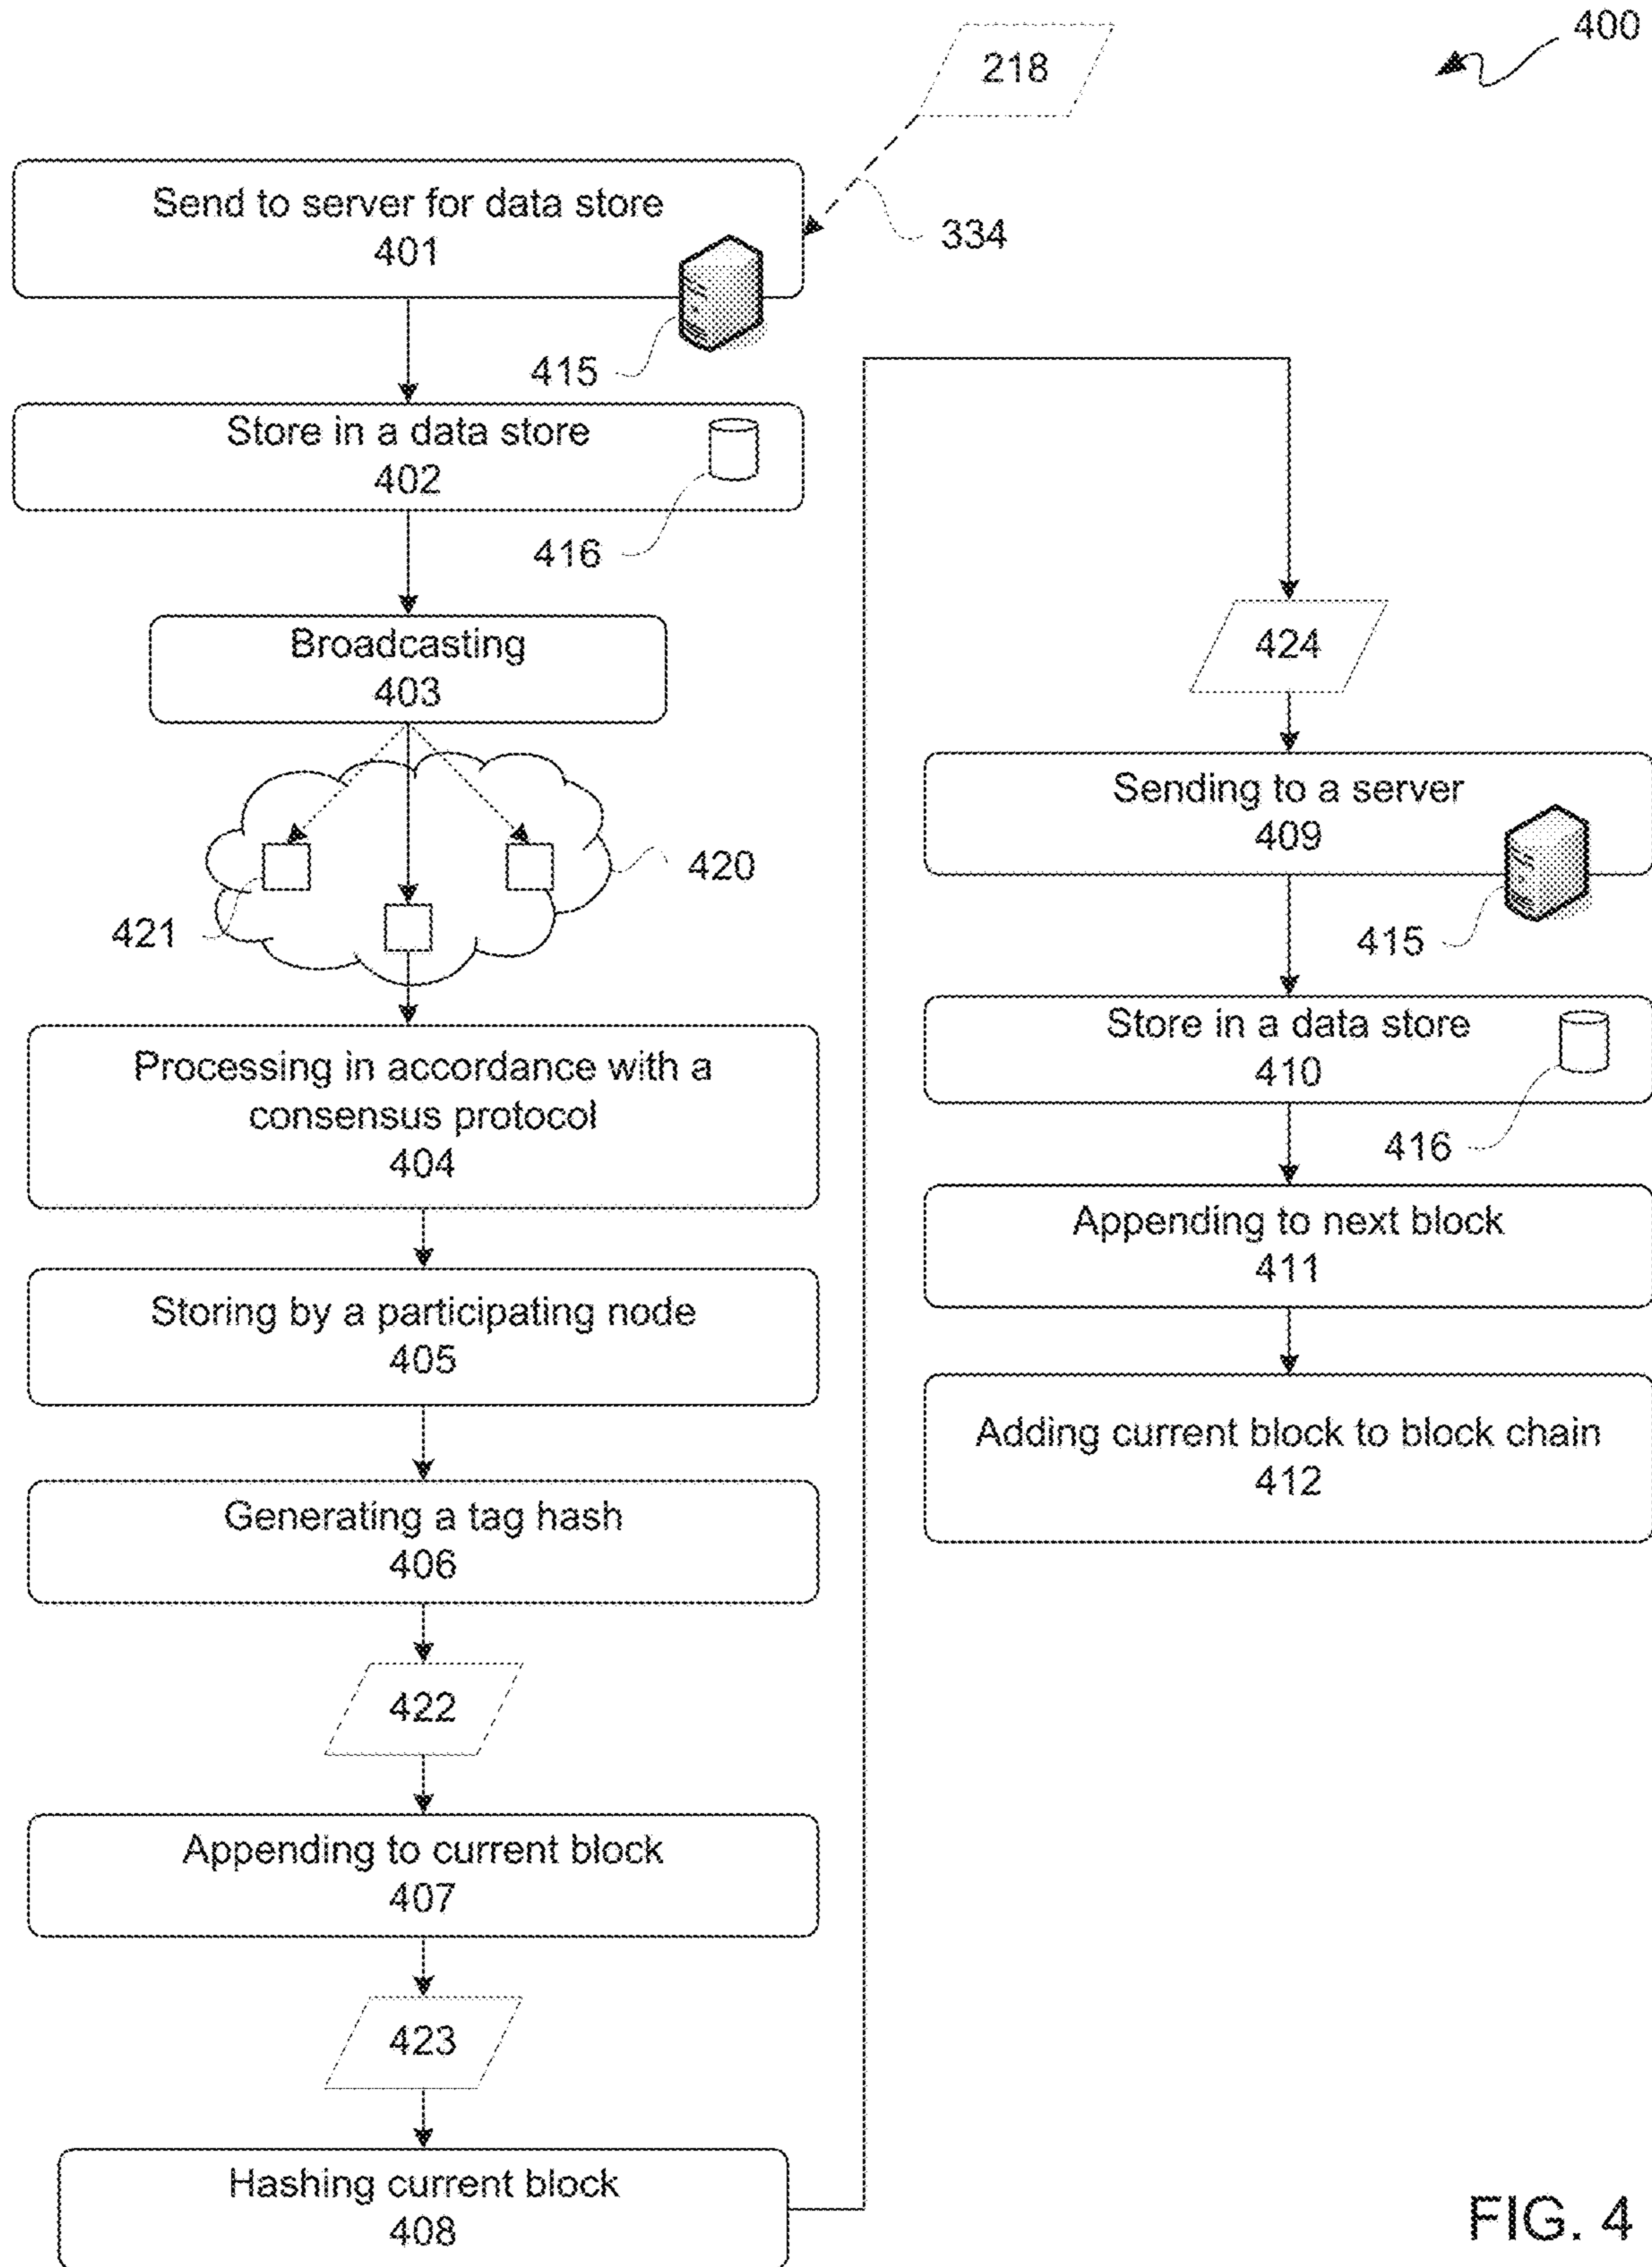 400
218
Send to server for data store
401
334
415
Store in a data store
402
416
Broadcasting
403
420
421
Processing in accordance with a
consensus protocol
404
Storing by a participating node
405
Generating a tag hash
406
422
Appending to current block
407
423
Hashing current block
408
424
Sending to a server
409
415
Store in a data store
410
416
Appending to next block
411
Adding current block to block chain
412
FIG. 4